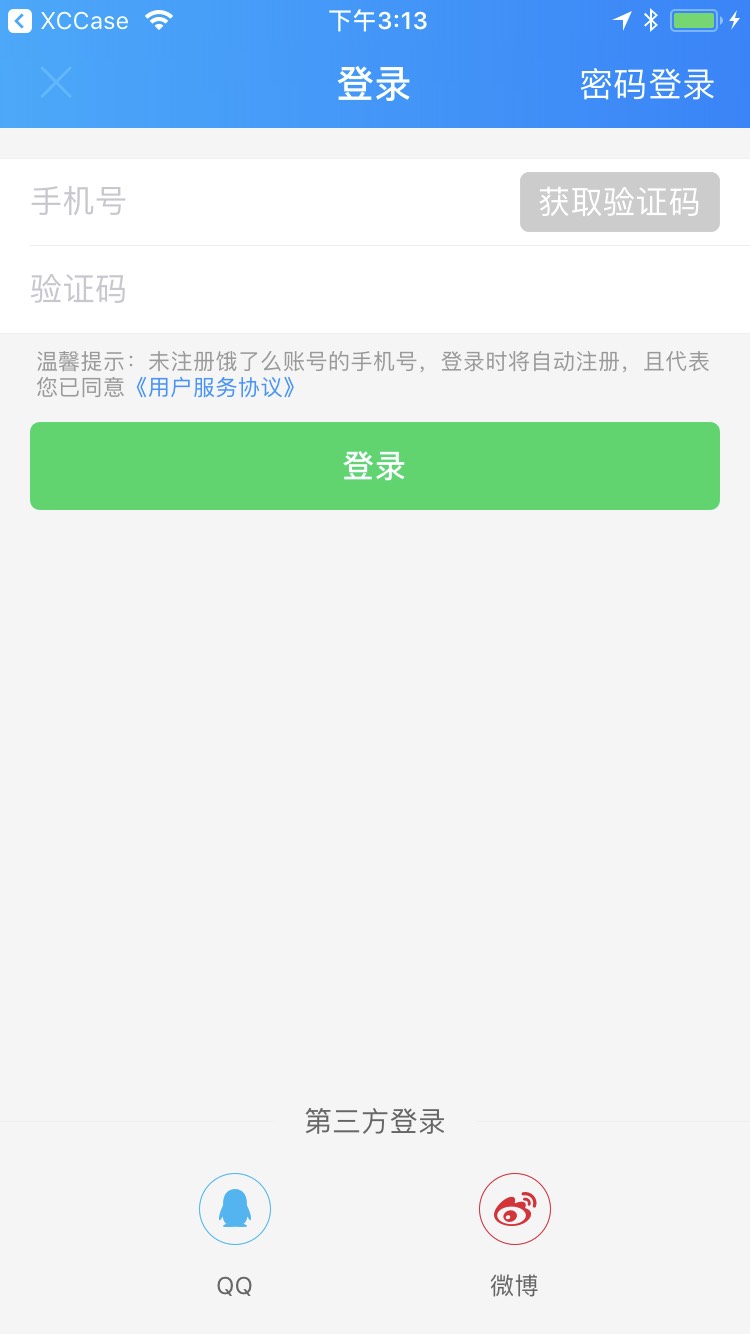 XCCase 下午3:13
登录 密码登录
手机号 获取验证码
验证码
温馨提示：未注册饿了么账号的手机号，登录时将自动注册，且代表
您已同意《用户服务协议》
登录
第三方登录
QQ 微博